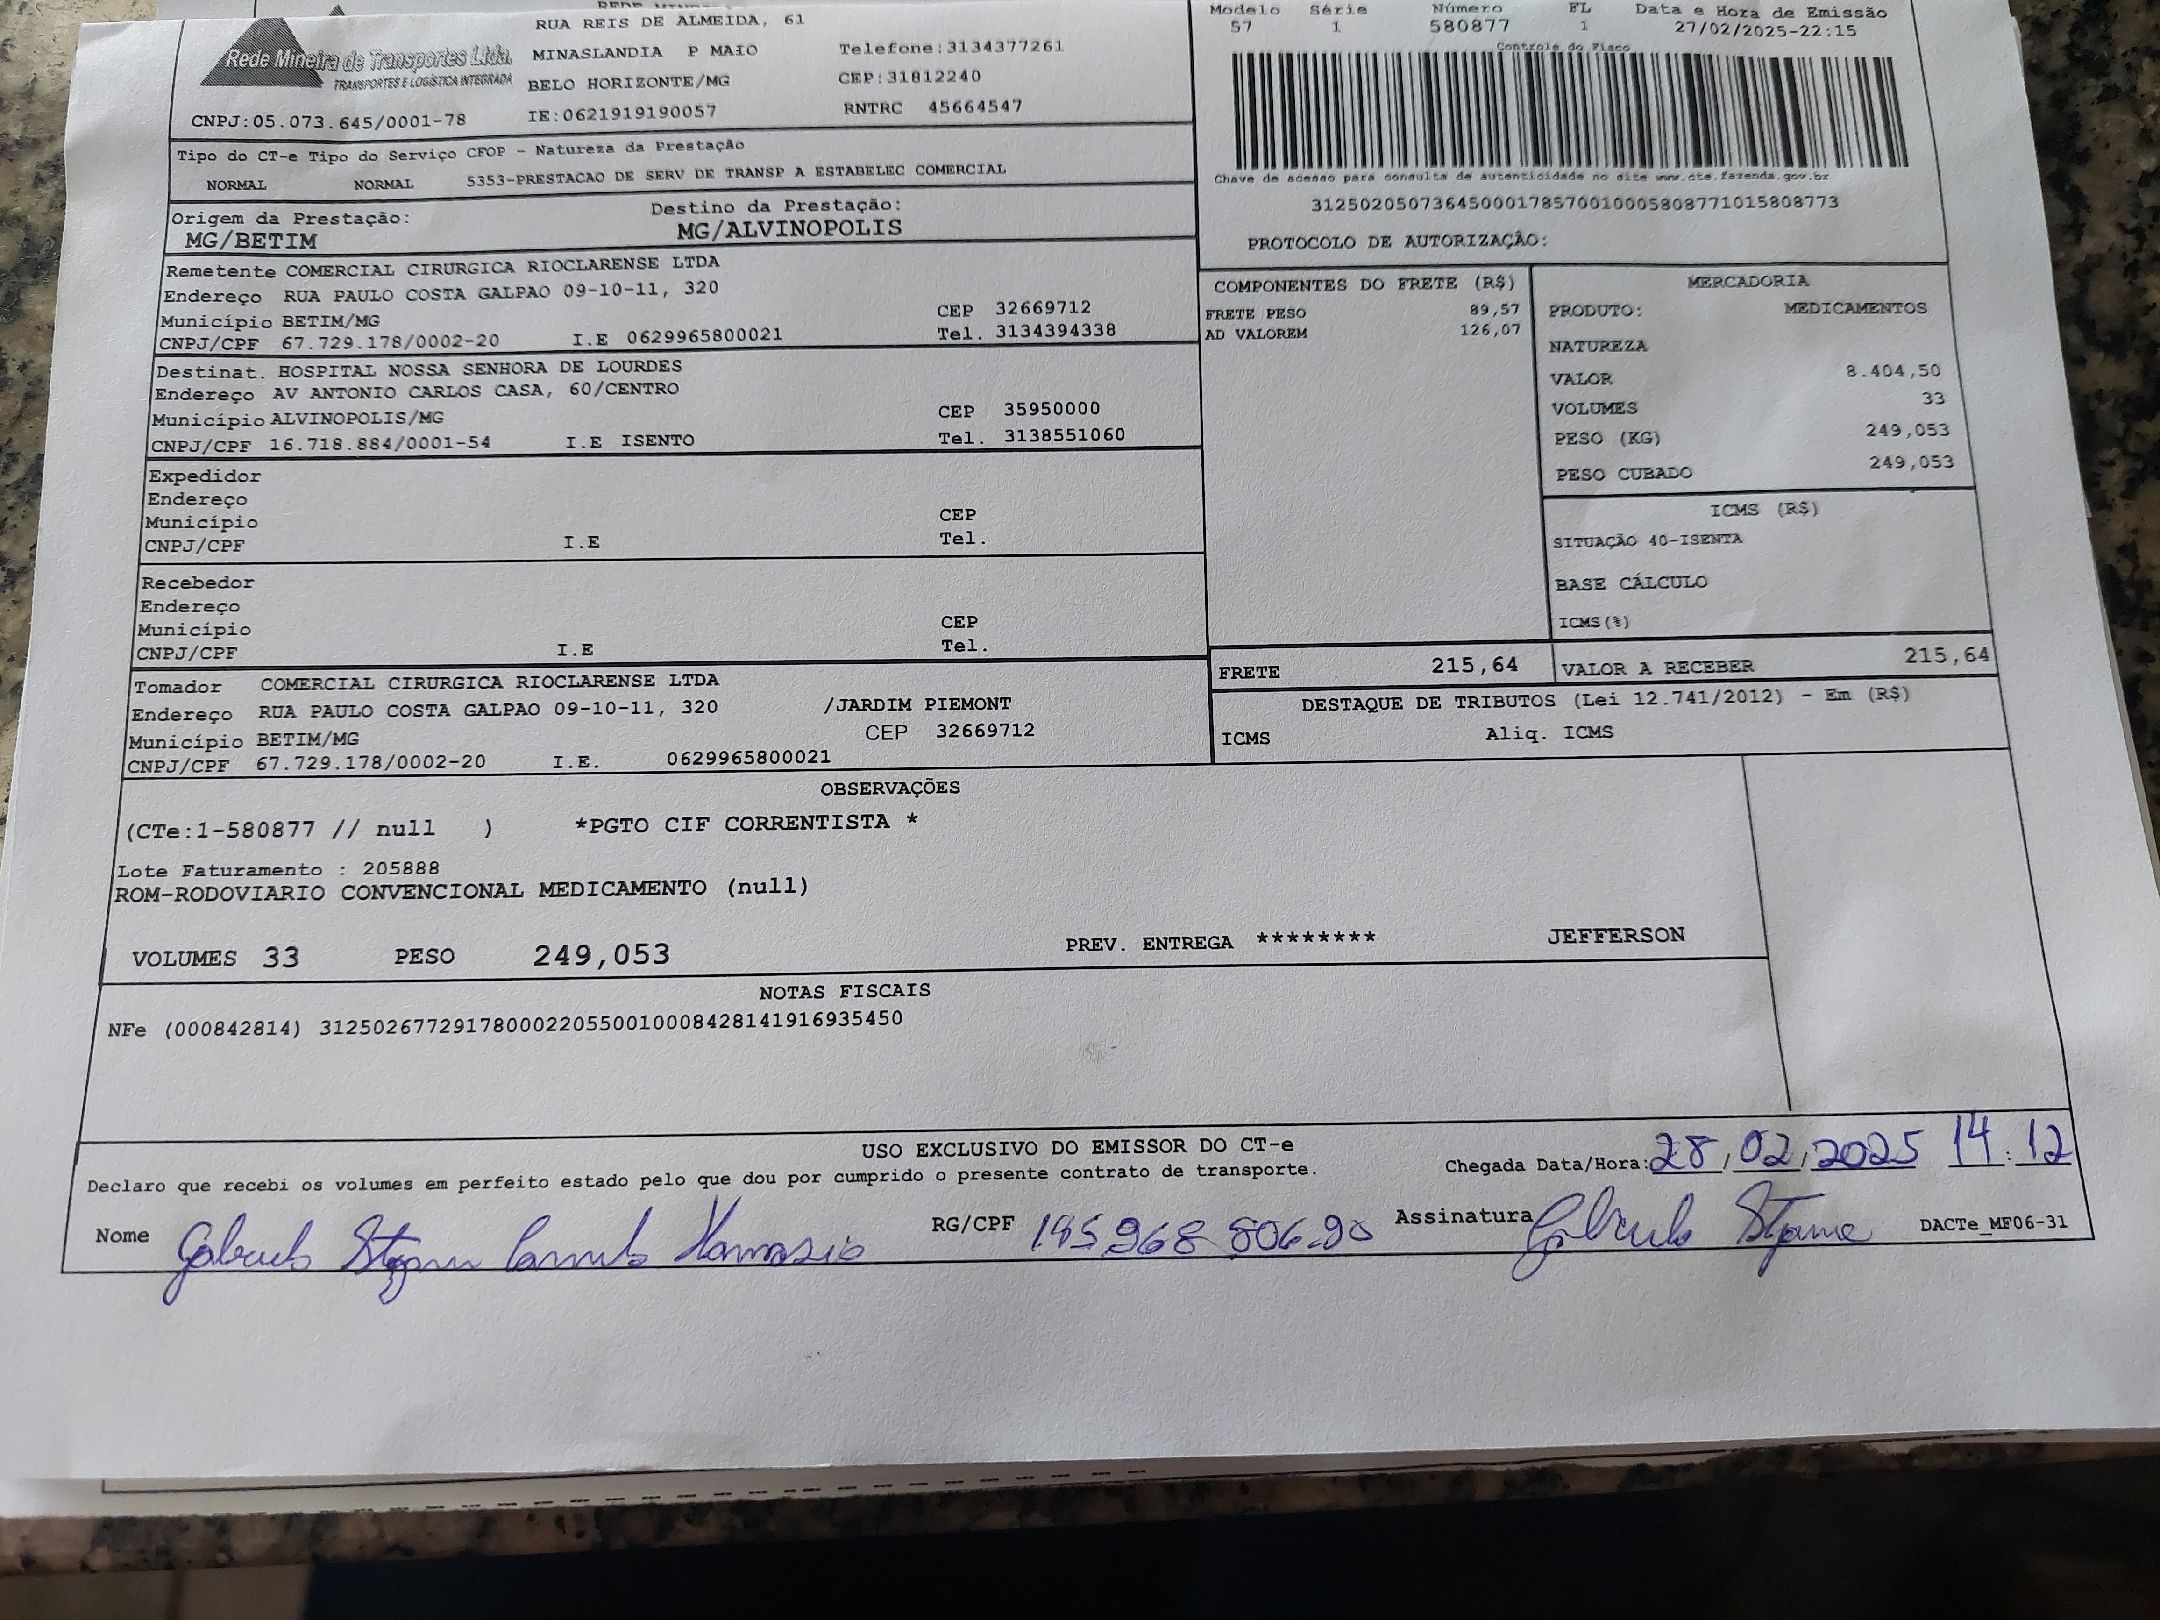 RUA REIS DE ALMEIDA, 61
Rede Mineira de Transportes Ltda.
TRANSPORTES E LOGÍSTICA INTEGRADA
MINASLANDIA P MAIO Telefone:3134377261
BELO HORIZONTE/MG CEP:31812240
CNPJ:05.073.645/0001-78 IE:0621919190057 RNTRC 45664547
Modelo Série Número FL Data e Hora de Emissão
57 1 580877 1 27/02/2025-22:15
Controle do Fisco
Chave de acesso para consulta de autenticidade no site www.cte.fazenda.gov.br
31250205073645000178570010005808771015808773
PROTOCOLO DE AUTORIZAÇÃO:
Tipo do CT-e Tipo do Serviço CFOP - Natureza da Prestação
NORMAL NORMAL 5353-PRESTACAO DE SERV DE TRANSP A ESTABELEC COMERCIAL
Origem da Prestação: Destino da Prestação:
MG/BETIM MG/ALVINOPOLIS
Remetente COMERCIAL CIRURGICA RIOCLARENSE LTDA
Endereço RUA PAULO COSTA GALPAO 09-10-11, 320
Município BETIM/MG CEP 32669712
CNPJ/CPF 67.729.178/0002-20 I.E 0629965800021 Tel. 3134394338
Destinat. HOSPITAL NOSSA SENHORA DE LOURDES
Endereço AV ANTONIO CARLOS CASA, 60/CENTRO
Município ALVINOPOLIS/MG CEP 35950000
CNPJ/CPF 16.718.884/0001-54 I.E ISENTO Tel. 3138551060
Expedidor
Endereço
Município CEP
CNPJ/CPF I.E Tel.
Recebedor
Endereço
Município CEP
CNPJ/CPF I.E Tel.
Tomador COMERCIAL CIRURGICA RIOCLARENSE LTDA
Endereço RUA PAULO COSTA GALPAO 09-10-11, 320 /JARDIM PIEMONT
Município BETIM/MG CEP 32669712
CNPJ/CPF 67.729.178/0002-20 I.E. 0629965800021
COMPONENTES DO FRETE (R$)
FRETE PESO 89,57
AD VALOREM 126,07
MERCADORIA
PRODUTO: MEDICAMENTOS
NATUREZA
VALOR 8.404,50
VOLUMES 33
PESO (KG) 249,053
PESO CUBADO 249,053
ICMS (R$)
SITUAÇÃO 40-ISENTA
BASE CÁLCULO
ICMS(%)
FRETE 215,64 VALOR A RECEBER 215,64
DESTAQUE DE TRIBUTOS (Lei 12.741/2012) - Em (R$)
ICMS Aliq. ICMS
OBSERVAÇÕES
(CTe:1-580877 // null ) *PGTO CIF CORRENTISTA *
Lote Faturamento : 205888
ROM-RODOVIARIO CONVENCIONAL MEDICAMENTO (null)
VOLUMES 33 PESO 249,053 PREV. ENTREGA ******** JEFFERSON
NOTAS FISCAIS
NFe (000842814) 31250267729178000220550010008428141916935450
USO EXCLUSIVO DO EMISSOR DO CT-e
Declaro que recebi os volumes em perfeito estado pelo que dou por cumprido o presente contrato de transporte. Chegada Data/Hora: 28,02,2025 14:12
Nome RG/CPF Assinatura DACTe_MF06-31